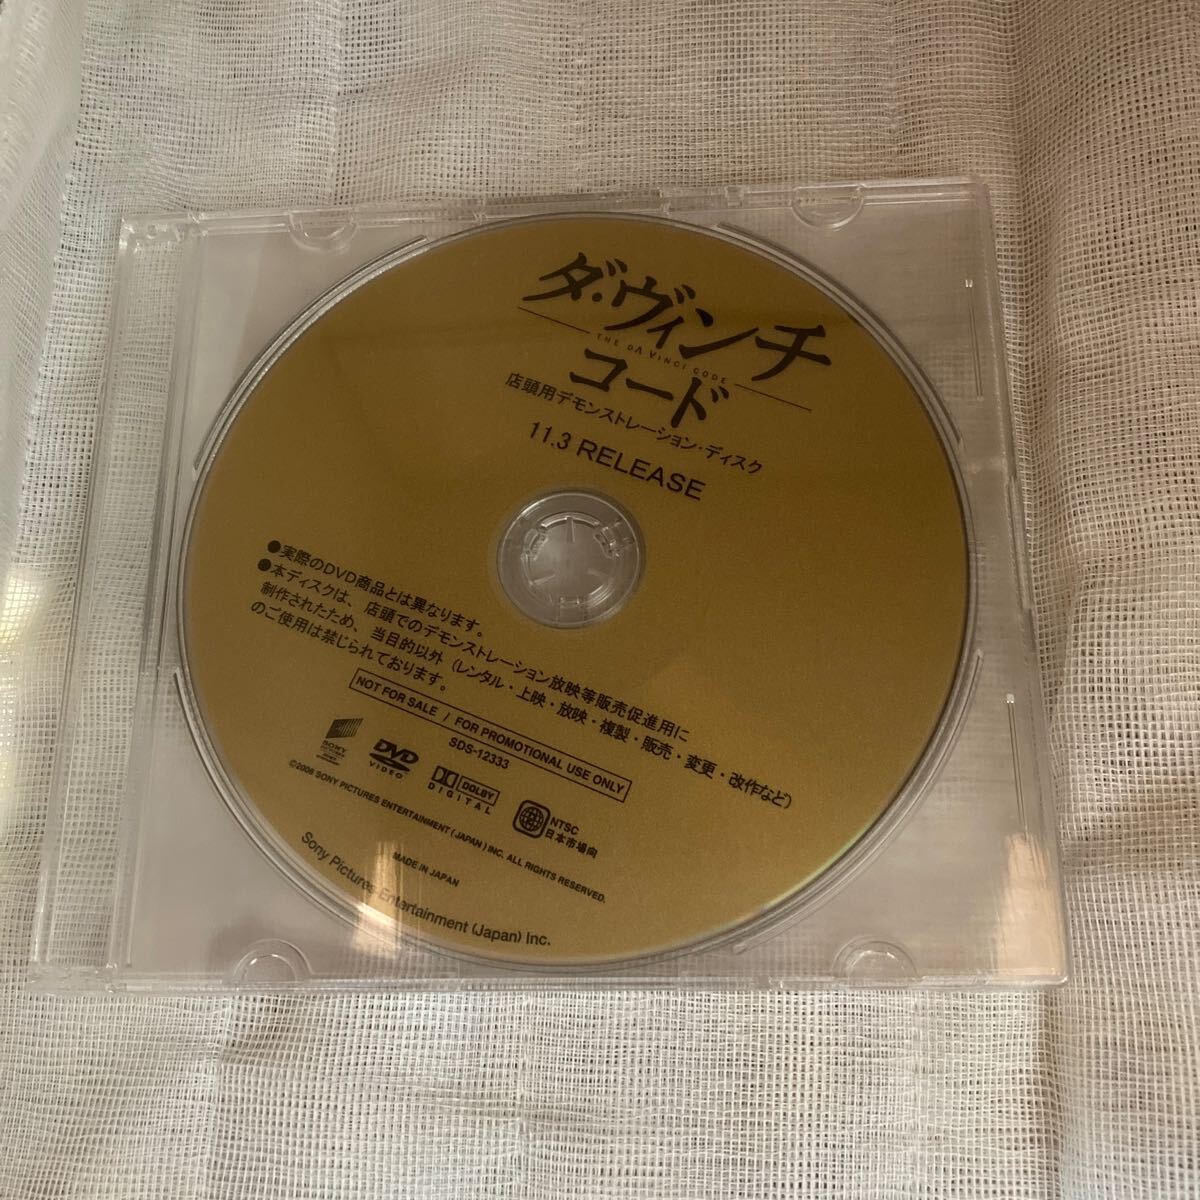 ダ・ヴィンチ
THE DA VINCI CODE
コード
店頭用デモンストレーション・ディスク
11.3 RELEASE
●実際のDVD商品とは異なります。
●本ディスクは、店頭でのデモンストレーション放映等販売促進用に
制作されたため、当目的以外（レンタル・上映・放映・複製・販売・変更・改作など）
のご使用は禁じられております。
NOT FOR SALE / FOR PROMOTIONAL USE ONLY
SDS-12333
SONY
PICTURES
DVD
VIDEO
DOLBY
DIGITAL
NTSC
日本市場向
©2006 SONY PICTURES ENTERTAINMENT (JAPAN) INC. ALL RIGHTS RESERVED.
MADE IN JAPAN
Sony Pictures Entertainment (Japan) Inc.